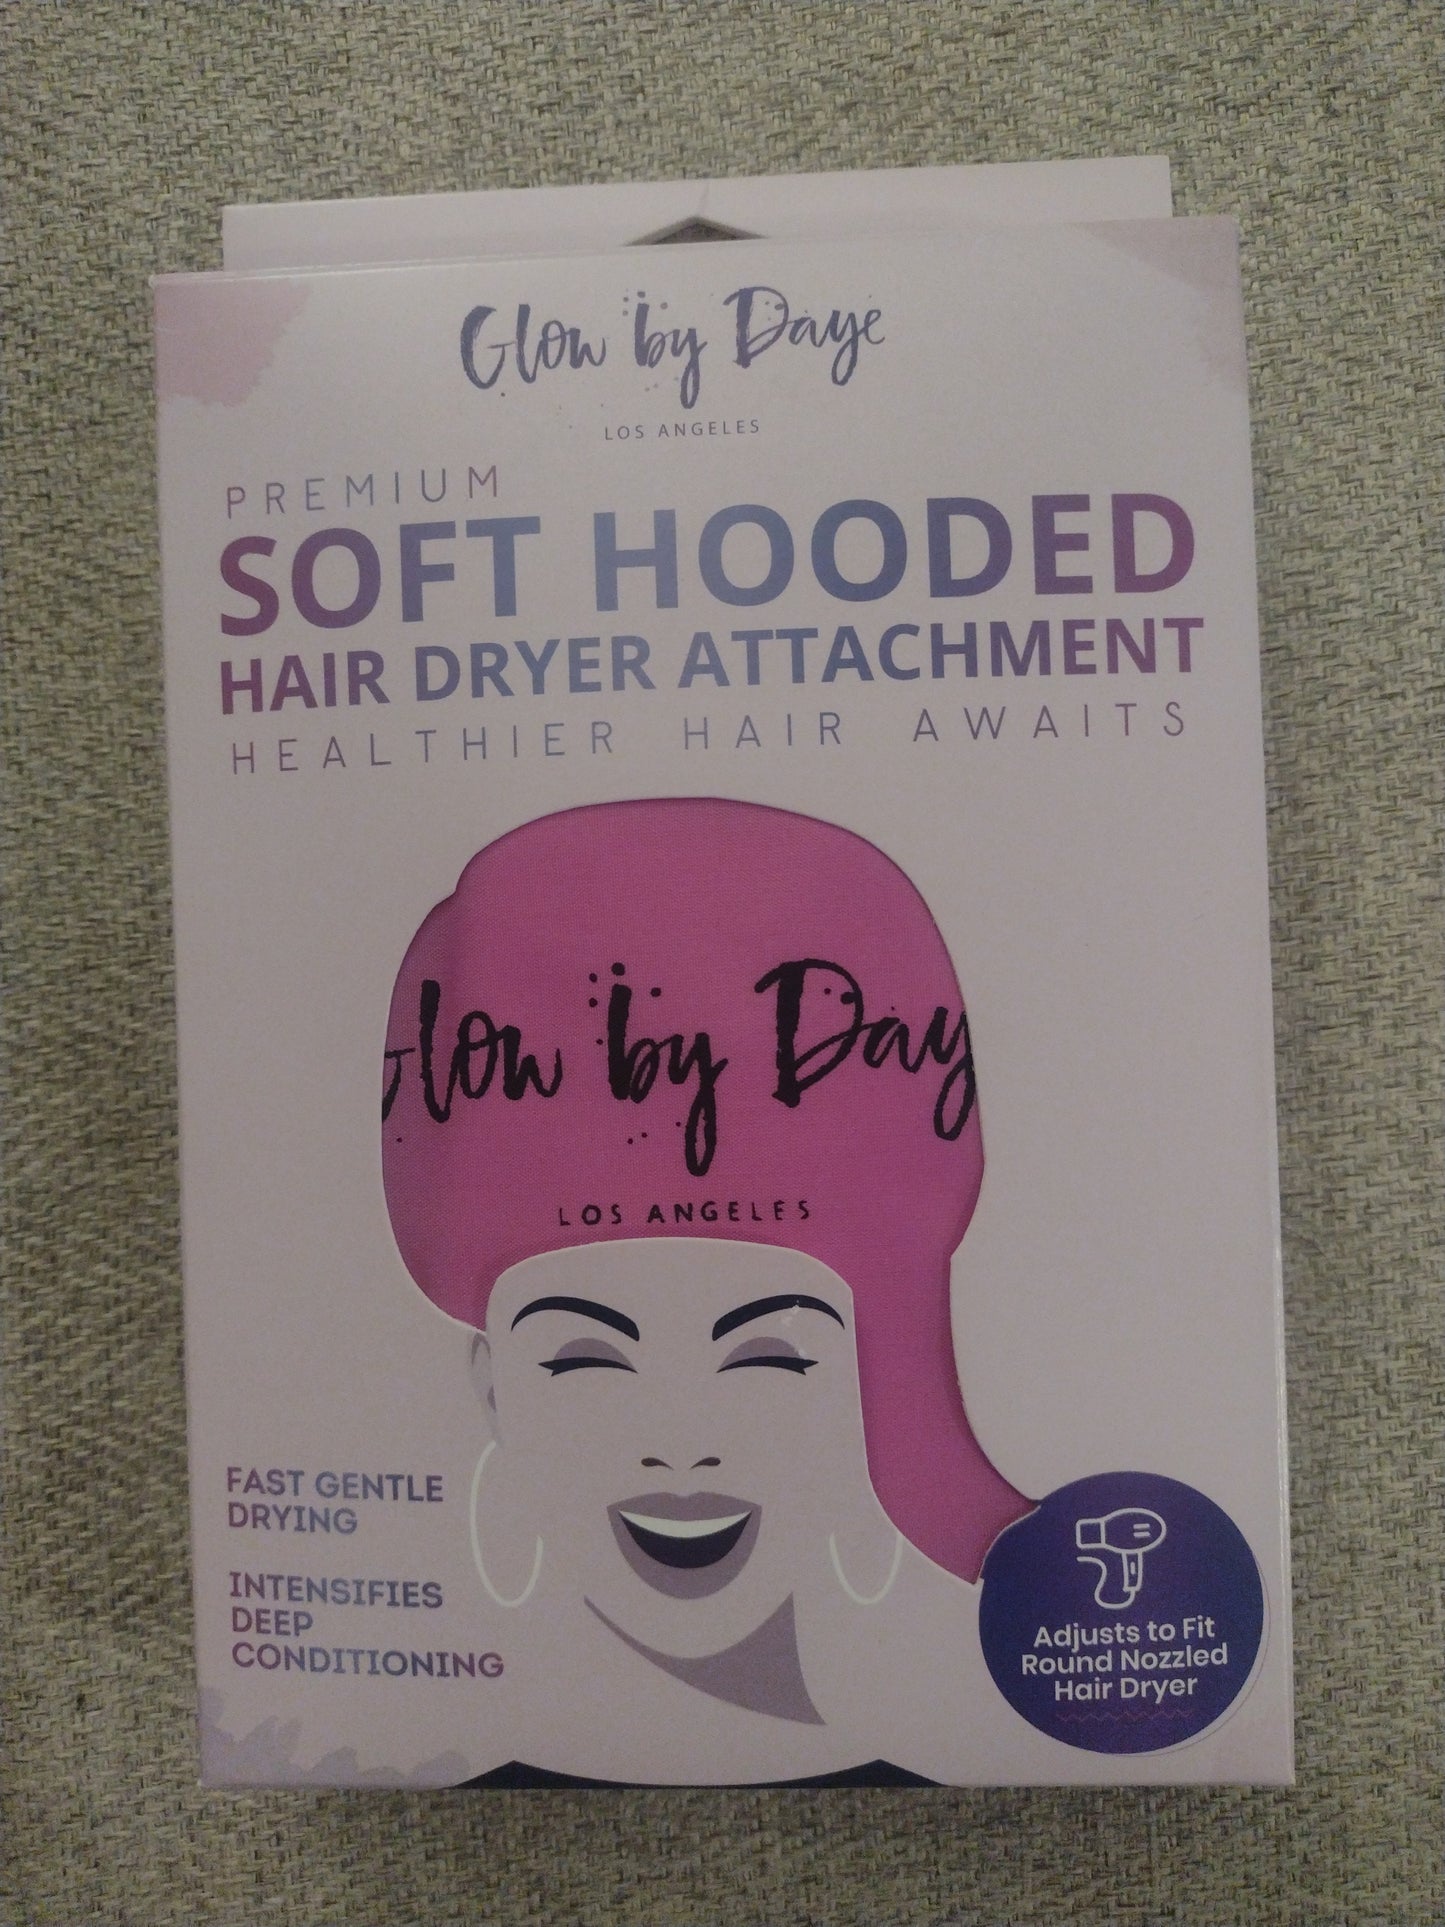 Glow by Daye
LOS ANGELES
PREMIUM
SOFT HOODED
HAIR DRYER ATTACHMENT
HEALTHIER HAIR AWAITS
Glow by Day
LOS ANGELES
FAST GENTLE
DRYING
INTENSIFIES
DEEP
CONDITIONING
Adjusts to Fit
Round Nozzled
Hair Dryer